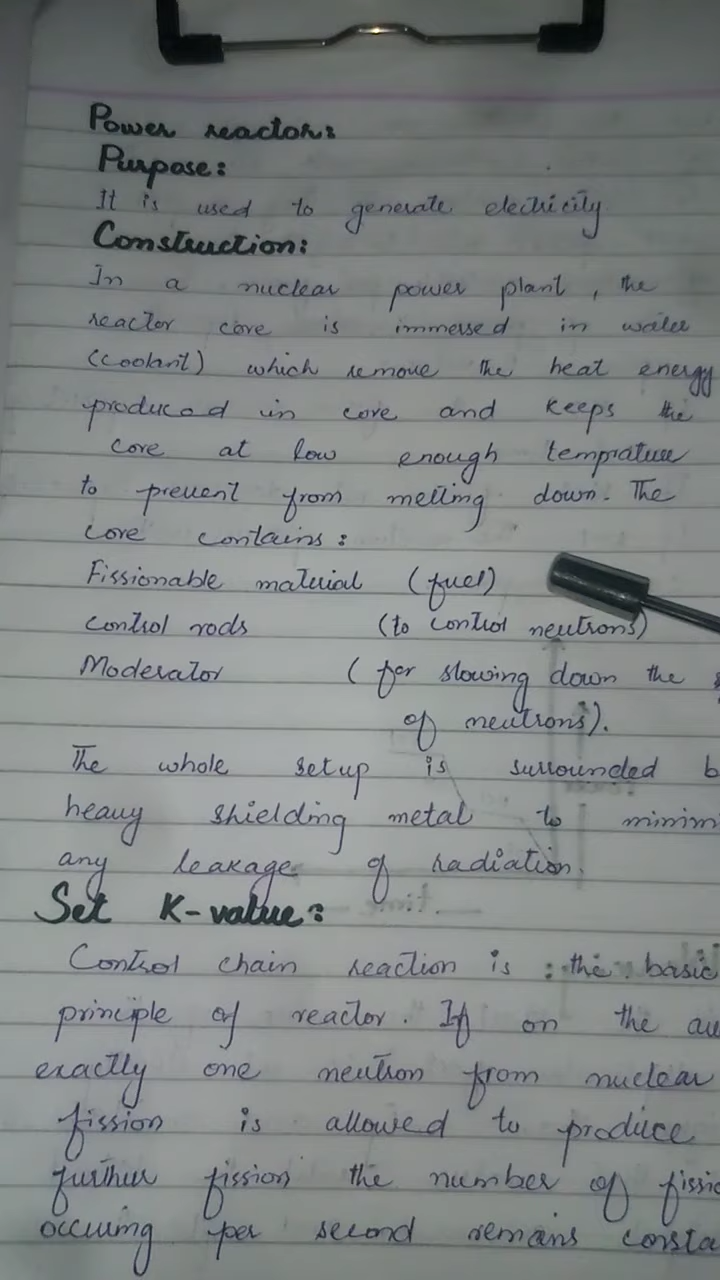 Power reactor:
Purpose:
It is used to generate electricity
Construction:
In a nuclear power plant, the
reactor core is immersed in water
(coolant) which remove the heat energy
produced in core and keeps the
core at low enough temprature
to prevent from melting down. The
core contains:
Fissionable material (fuel)
control rods (to control neutrons)
Moderator (for slowing down the
of neutrons).
The whole setup is surrounded b
heavy shielding metal to minim
any leakage of radiation.
Set K-value:
Control chain reaction is : the basic
principle of reactor. If on the
exactly one neutron from nuclear
fission is allowed to produce
further fission the number of fissio
occuring per second remains consta